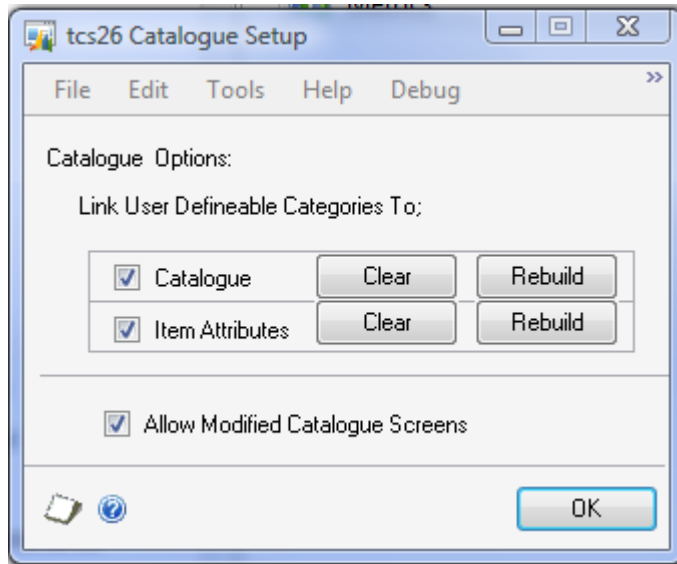 Metrics
tcs26 Catalogue Setup
File Edit Tools Help Debug »
Catalogue Options:
Link User Defineable Categories To;
Catalogue Clear Rebuild
Item Attributes Clear Rebuild
Allow Modified Catalogue Screens
OK